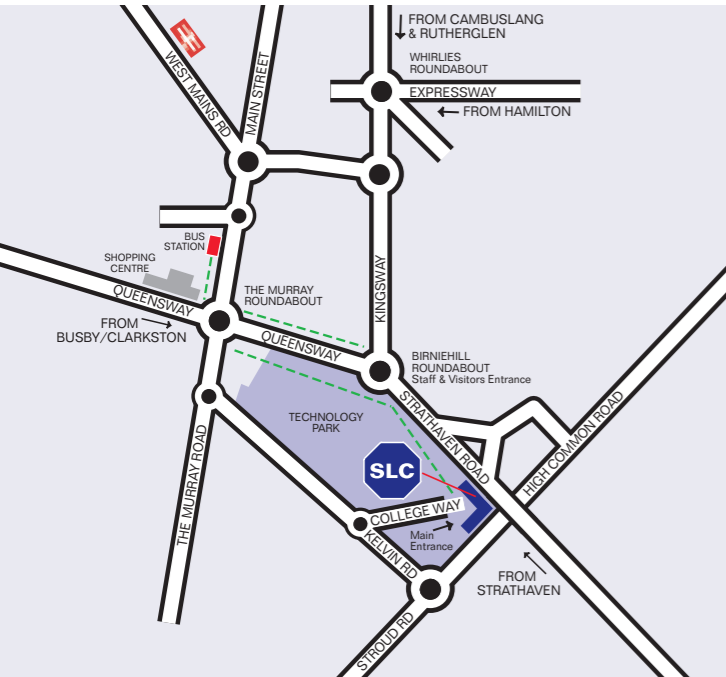 FROM CAMBUSLANG
& RUTHERGLEN
WHIRLIES
ROUNDABOUT
EXPRESSWAY
FROM HAMILTON
WEST MAINS RD
MAIN STREET
BUS
STATION
SHOPPING
CENTRE
QUEENSWAY
THE MURRAY
ROUNDABOUT
KINGSWAY
FROM
BUSBY/CLARKSTON
QUEENSWAY
BIRNIEHILL
ROUNDABOUT
Staff & Visitors Entrance
STRATHAVEN ROAD
HIGH COMMON ROAD
TECHNOLOGY
PARK
SLC
THE MURRAY ROAD
COLLEGE WAY
Main
Entrance
KELVIN RD
FROM
STRATHAVEN
STROUD RD